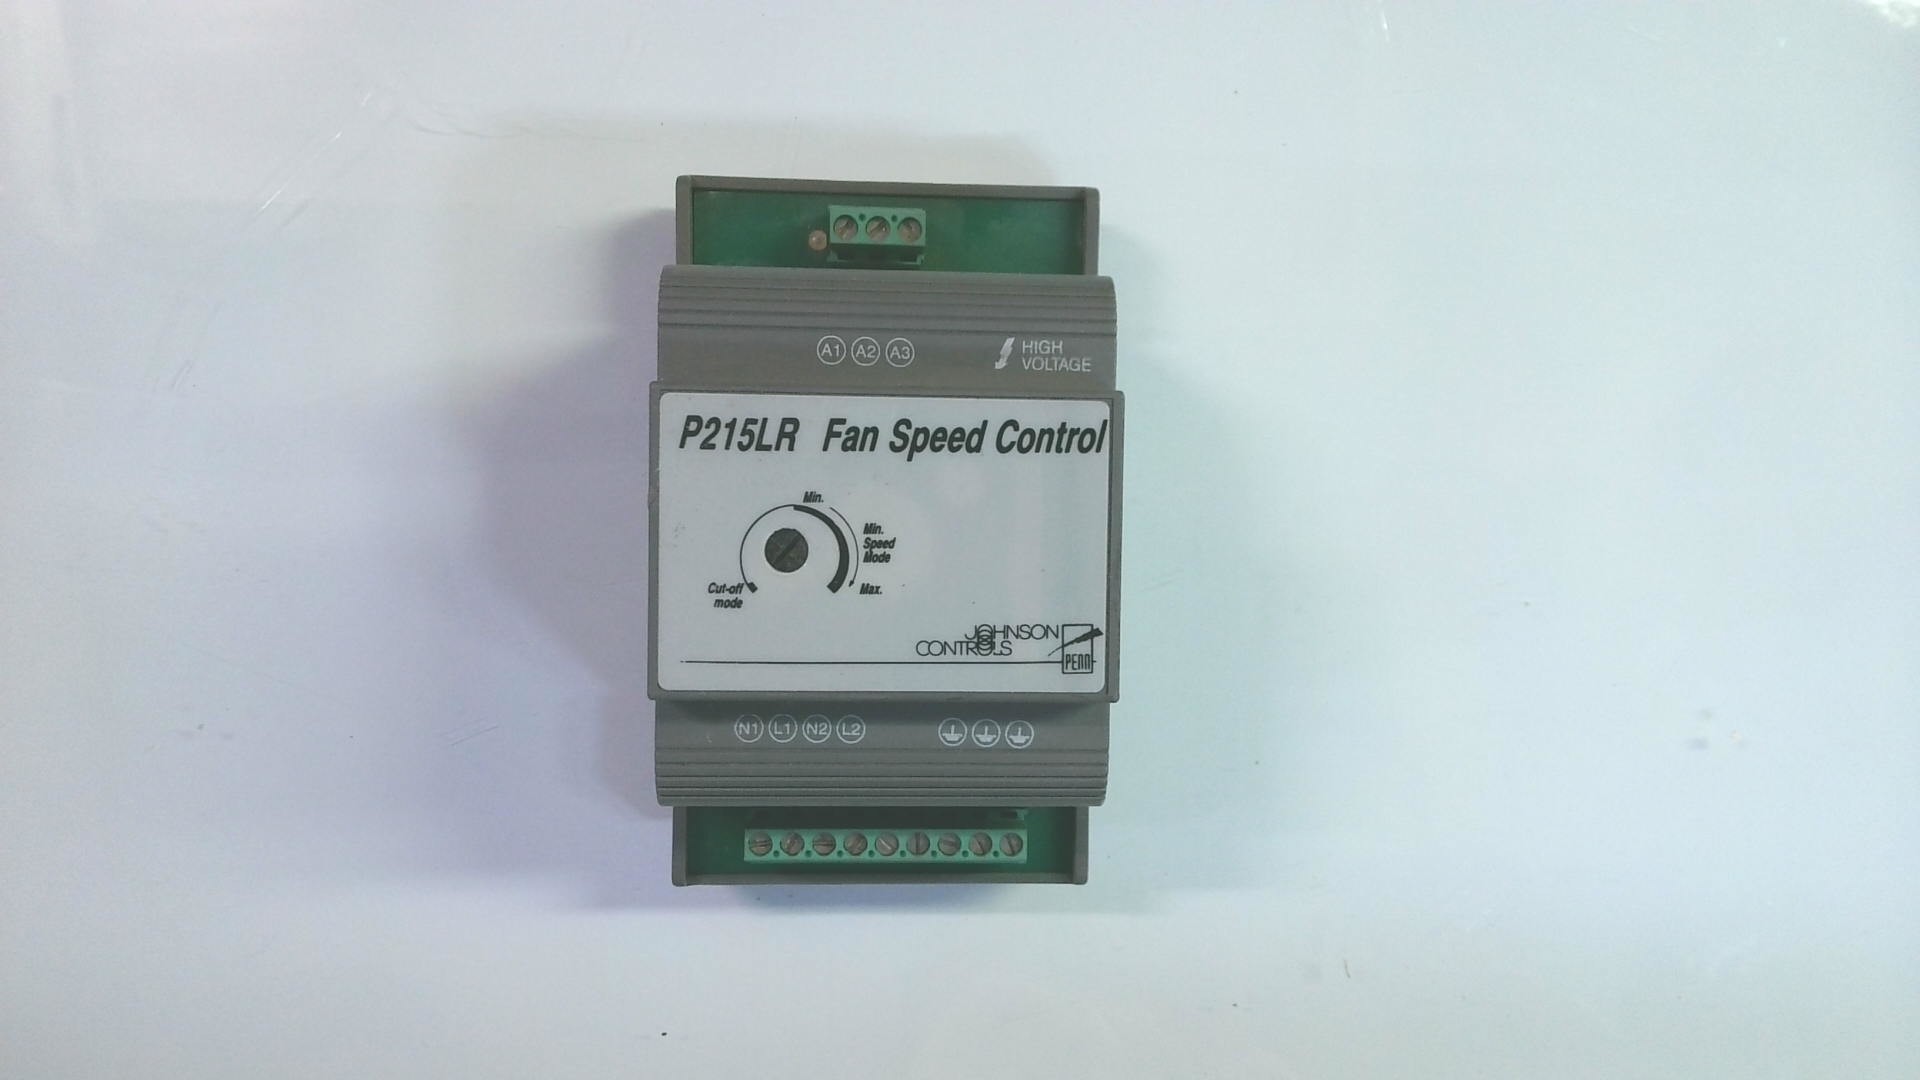 A1 A2 A3
HIGH
VOLTAGE
P215LR Fan Speed Control
Min.
Min.
Speed
Mode
Cut-off
mode
Max.
JOHNSON
CONTROLS
PENN
N1 L1 N2 L2